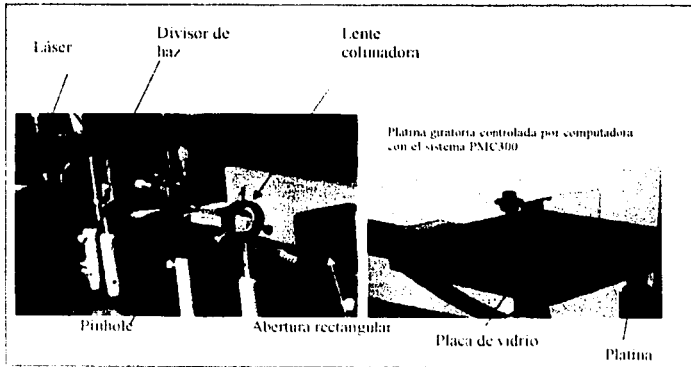 Láser
Divisor de
haz
Lente
colimadora
Platina giratoria controlada por computadora
con el sistema PMC300
Pinhole
Abertura rectangular
Placa de vidrio
Platina